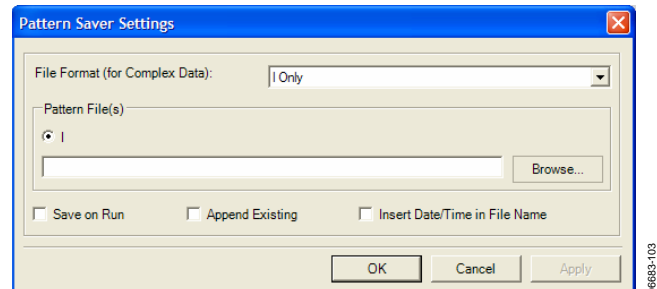 Pattern Saver Settings
File Format (for Complex Data): I Only
Pattern File(s)
I
Browse...
Save on Run Append Existing Insert Date/Time in File Name
OK Cancel Apply
6683-103